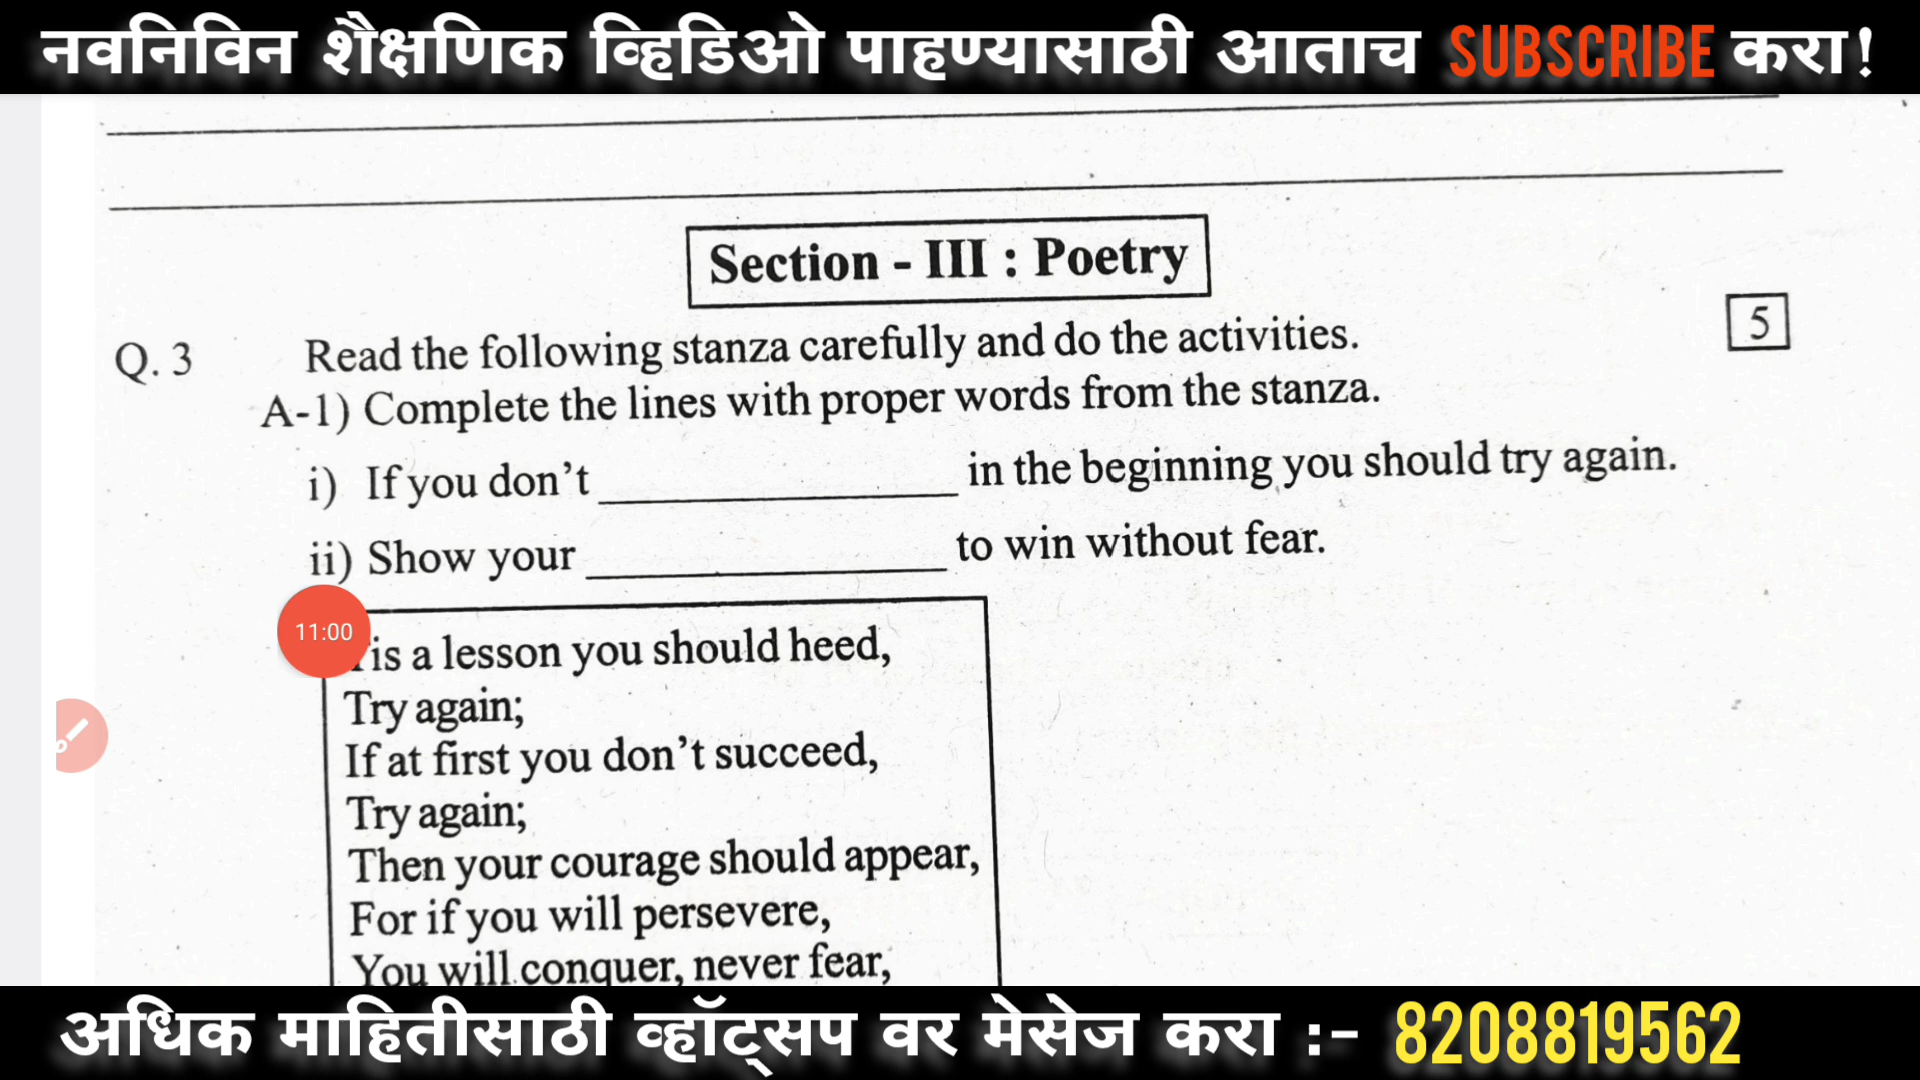 नवनिविन शैक्षणिक व्हिडिओ पाहण्यासाठी आताच SUBSCRIBE करा!
Section - III : Poetry
5
Q. 3 Read the following stanza carefully and do the activities.
A-1) Complete the lines with proper words from the stanza.
i) If you don't ____________ in the beginning you should try again.
ii) Show your ____________ to win without fear.
11:00
is a lesson you should heed,
Try again;
If at first you don't succeed,
Try again;
Then your courage should appear,
For if you will persevere,
You will conquer, never fear,
अधिक माहितीसाठी व्हॉट्सप वर मेसेज करा :- 8208819562